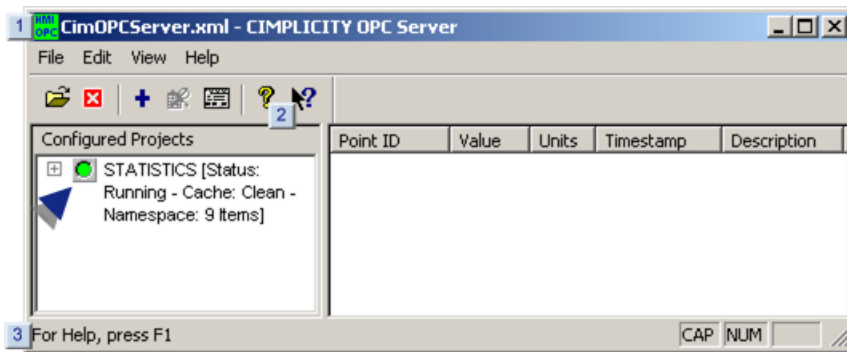 1
HMI
OPC
CimOPCServer.xml - CIMPLICITY OPC Server
File Edit View Help
2
Configured Projects
Point ID Value Units Timestamp Description
STATISTICS [Status:
Running - Cache: Clean -
Namespace: 9 Items]
3
For Help, press F1
CAP NUM